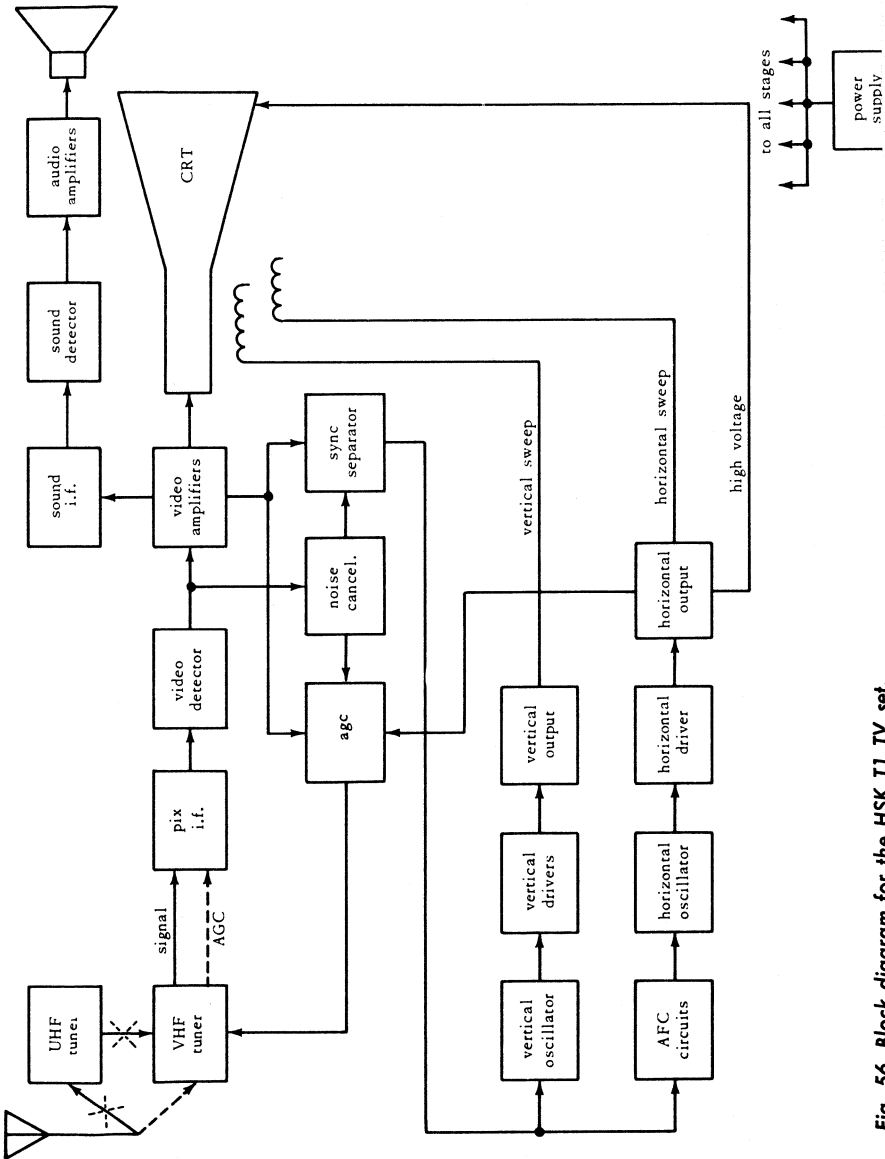 audio
amplifiers
sound
detector
sound
i.f.
CRT
video
amplifiers
video
detector
pix
i.f.
signal
AGC
UHF
tuner
VHF
tuner
sync
separator
noise
cancel.
agc
vertical sweep
horizontal sweep
high voltage
to all stages
power
supply
vertical
oscillator
vertical
drivers
vertical
output
AFC
circuits
horizontal
oscillator
horizontal
driver
horizontal
output
Fig. 56 Block diagram for the HSK T1 TV set.